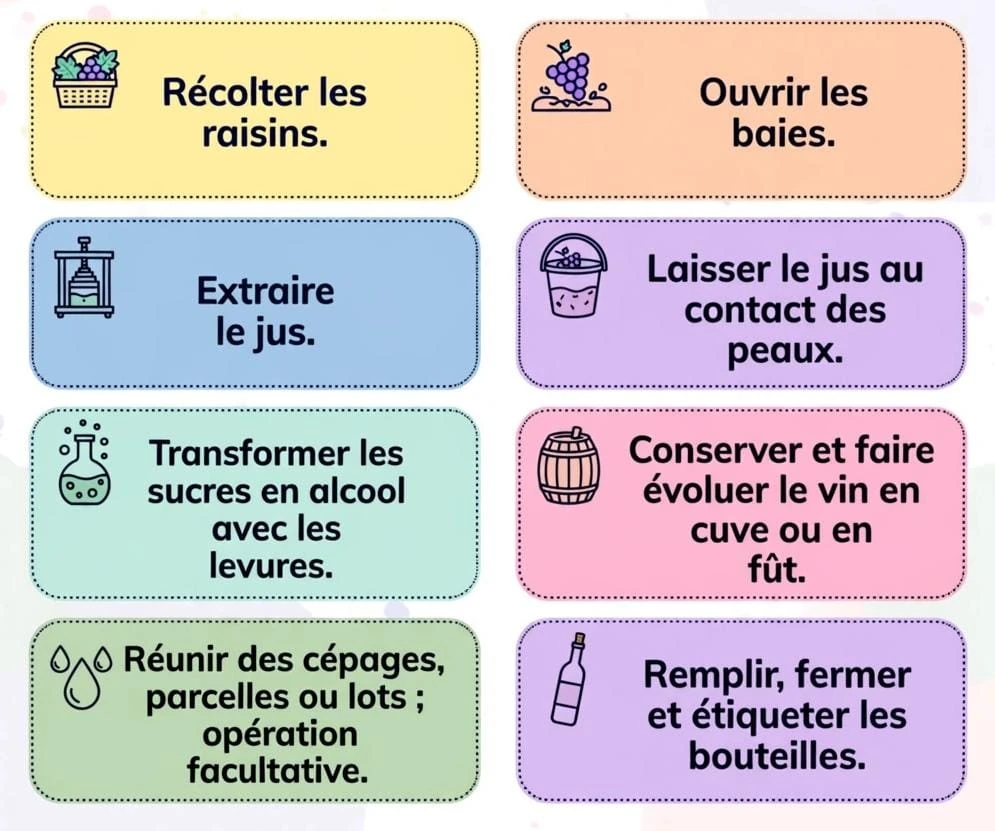 Récolter les
raisins.
Ouvrir les
baies.
Extraire
le jus.
Laisser le jus au
contact des
peaux.
Transformer les
sucres en alcool
avec les
levures.
Conserver et faire
évoluer le vin en
cuve ou en
fût.
Réunir des cépages,
parcelles ou lots ;
opération
facultative.
Remplir, fermer
et étiqueter les
bouteilles.